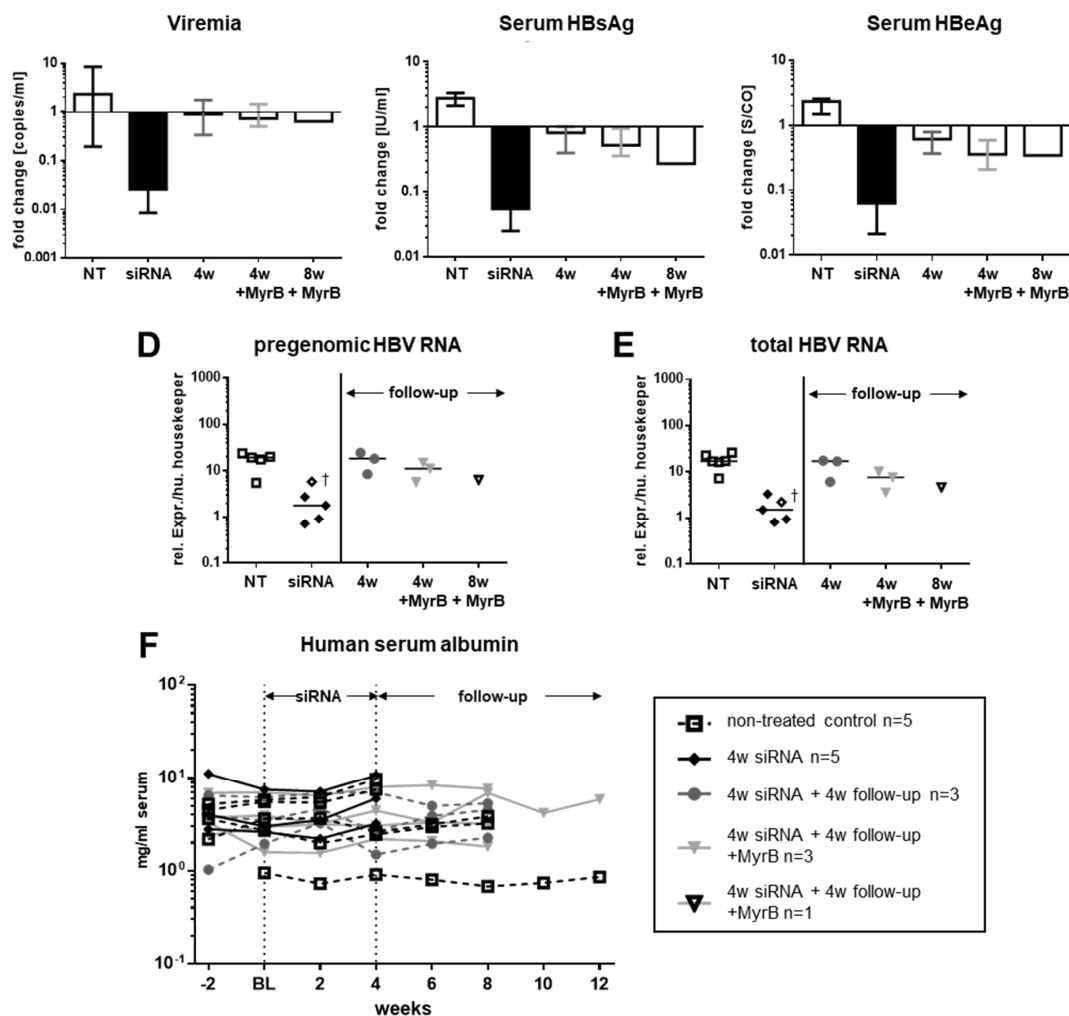 Viremia
fold change [copies/ml]
10
1
0.1
0.01
0.001
NT siRNA 4w 4w 8w
+MyrB + MyrB
Serum HBsAg
fold change [IU/ml]
10
1
0.1
0.01
NT siRNA 4w 4w 8w
+MyrB + MyrB
Serum HBeAg
fold change [S/CO]
10
1
0.1
0.01
NT siRNA 4w 4w 8w
+MyrB + MyrB
D pregenomic HBV RNA
rel. Expr./hu. housekeeper
1000
100
10
1
0.1
follow-up
†
NT siRNA 4w 4w 8w
+MyrB + MyrB
E total HBV RNA
rel. Expr./hu. housekeeper
1000
100
10
1
0.1
follow-up
†
NT siRNA 4w 4w 8w
+MyrB + MyrB
F Human serum albumin
mg/ml serum
10²
10¹
10⁰
10⁻¹
siRNA follow-up
-2 BL 2 4 6 8 10 12
weeks
non-treated control n=5
4w siRNA n=5
4w siRNA + 4w follow-up n=3
4w siRNA + 4w follow-up
+MyrB n=3
4w siRNA + 4w follow-up
+MyrB n=1